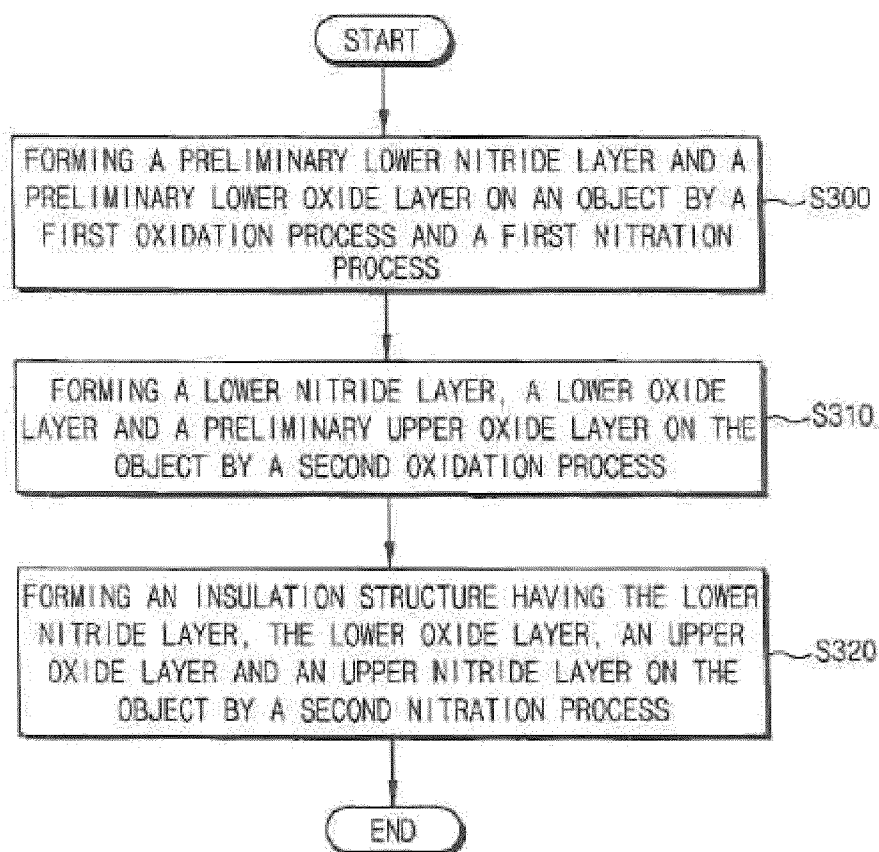 START
FORMING A PRELIMINARY LOWER NITRIDE LAYER AND A
PRELIMINARY LOWER OXIDE LAYER ON AN OBJECT BY A
FIRST OXIDATION PROCESS AND A FIRST NITRATION
PROCESS
S300
FORMING A LOWER NITRIDE LAYER, A LOWER OXIDE
LAYER AND A PRELIMINARY UPPER OXIDE LAYER ON THE
OBJECT BY A SECOND OXIDATION PROCESS
S310
FORMING AN INSULATION STRUCTURE HAVING THE LOWER
NITRIDE LAYER, THE LOWER OXIDE LAYER, AN UPPER
OXIDE LAYER AND AN UPPER NITRIDE LAYER ON THE
OBJECT BY A SECOND NITRATION PROCESS
S320
END